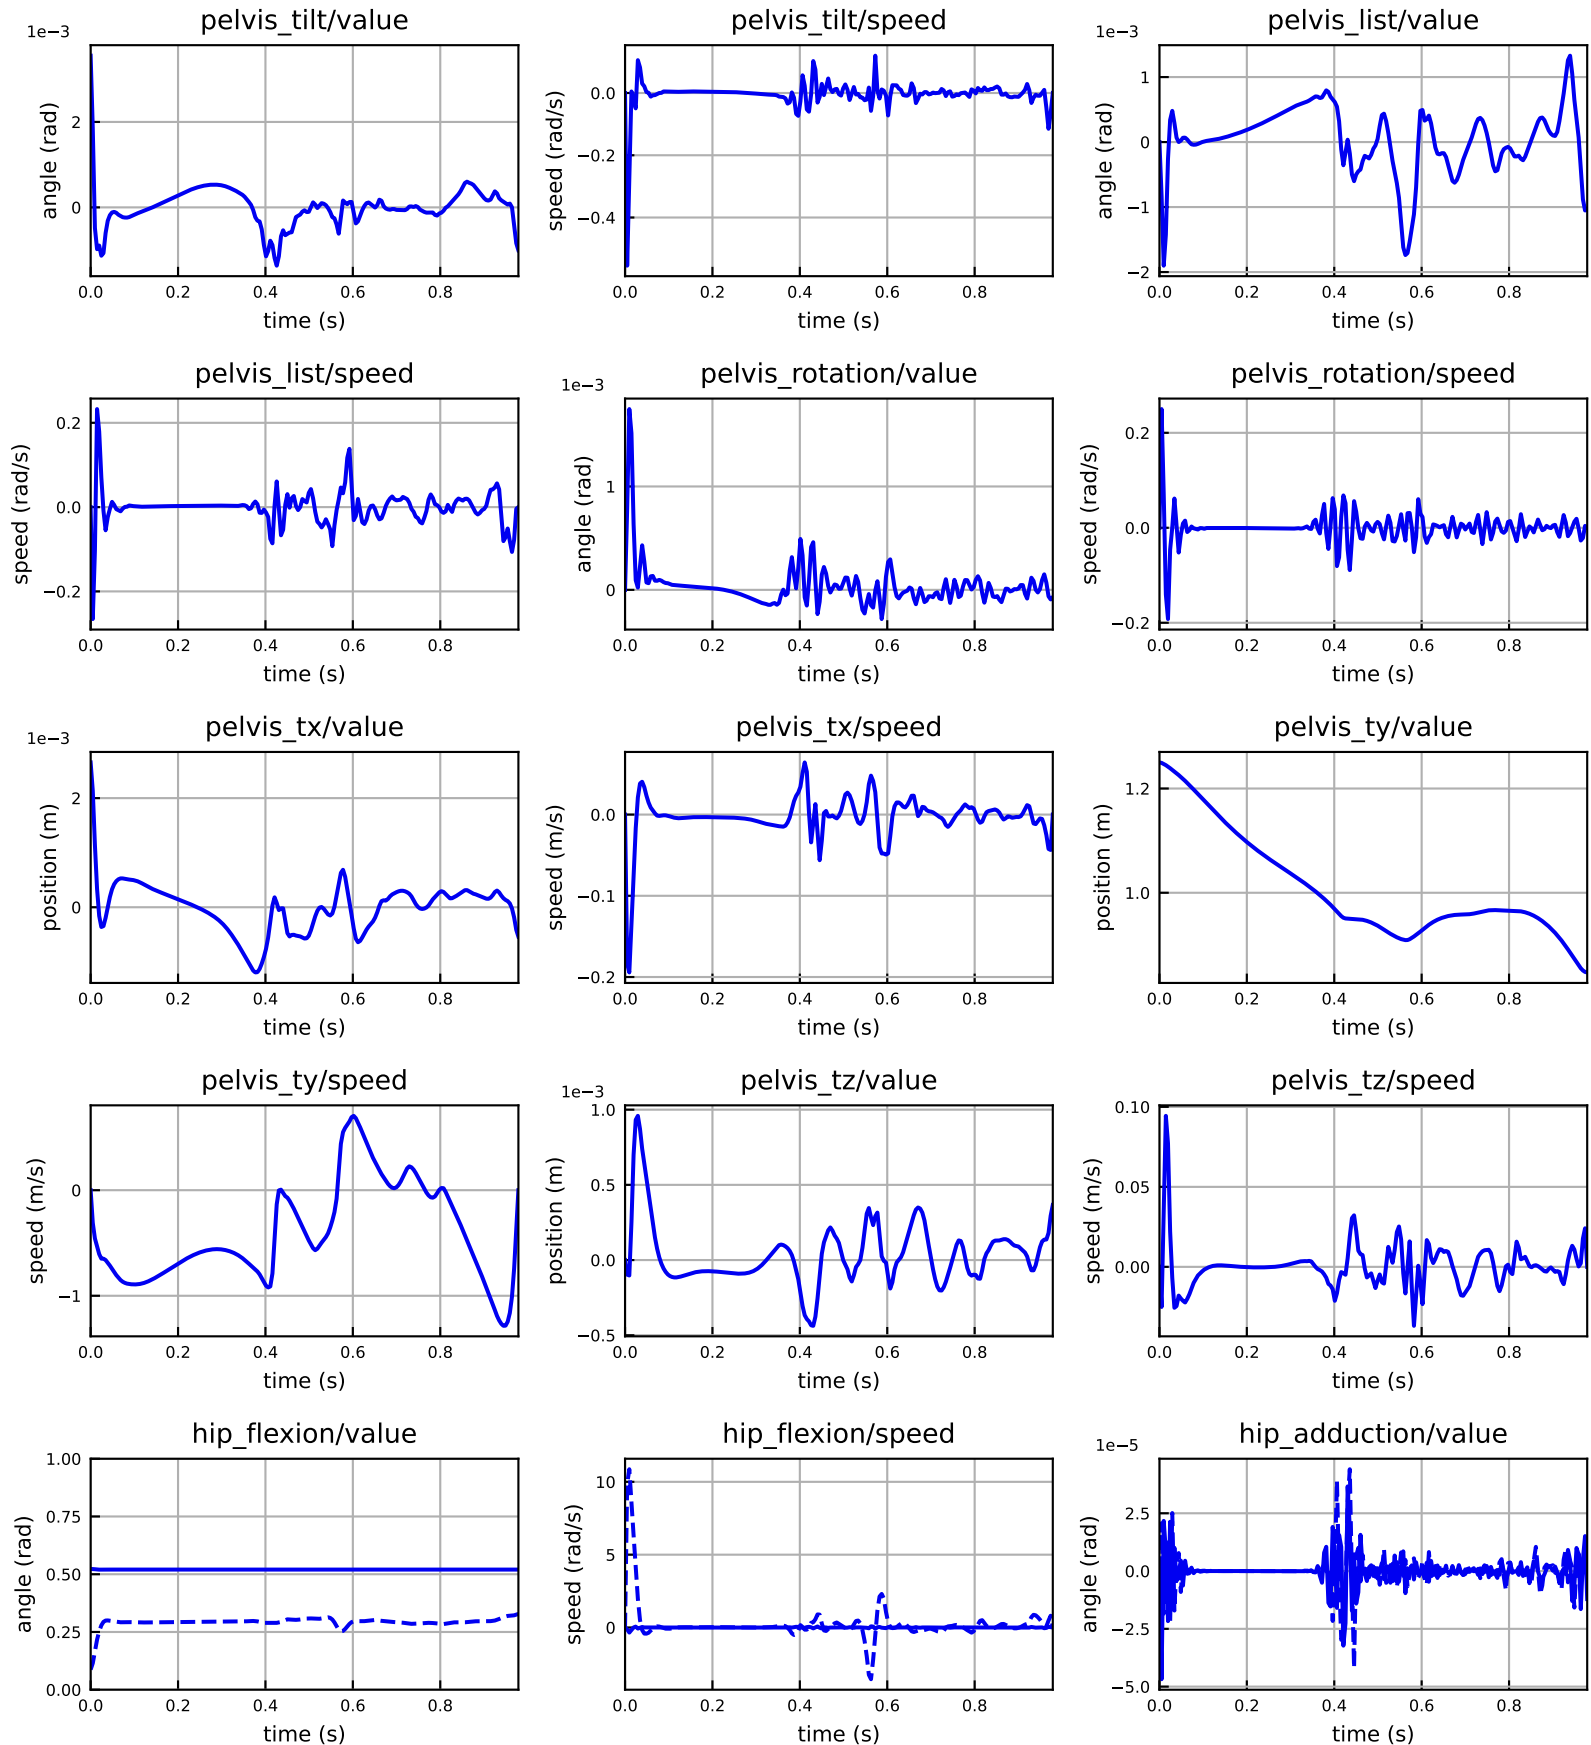 pelvis_tilt/value
1e−3
angle (rad)
2
0
0.0 0.2 0.4 0.6 0.8
time (s)
pelvis_tilt/speed
speed (rad/s)
0.0
−0.2
−0.4
0.0 0.2 0.4 0.6 0.8
time (s)
pelvis_list/value
1e−3
angle (rad)
1
0
−1
−2
0.0 0.2 0.4 0.6 0.8
time (s)
pelvis_list/speed
speed (rad/s)
0.2
0.0
−0.2
0.0 0.2 0.4 0.6 0.8
time (s)
pelvis_rotation/value
1e−3
angle (rad)
1
0
0.0 0.2 0.4 0.6 0.8
time (s)
pelvis_rotation/speed
speed (rad/s)
0.2
0.0
−0.2
0.0 0.2 0.4 0.6 0.8
time (s)
pelvis_tx/value
1e−3
position (m)
2
0
0.0 0.2 0.4 0.6 0.8
time (s)
pelvis_tx/speed
speed (m/s)
0.0
−0.1
−0.2
0.0 0.2 0.4 0.6 0.8
time (s)
pelvis_ty/value
position (m)
1.2
1.0
0.0 0.2 0.4 0.6 0.8
time (s)
pelvis_ty/speed
speed (m/s)
0
−1
0.0 0.2 0.4 0.6 0.8
time (s)
pelvis_tz/value
1e−3
position (m)
1.0
0.5
0.0
−0.5
0.0 0.2 0.4 0.6 0.8
time (s)
pelvis_tz/speed
speed (m/s)
0.10
0.05
0.00
0.0 0.2 0.4 0.6 0.8
time (s)
hip_flexion/value
angle (rad)
1.00
0.75
0.50
0.25
0.00
0.0 0.2 0.4 0.6 0.8
time (s)
hip_flexion/speed
speed (rad/s)
10
5
0
0.0 0.2 0.4 0.6 0.8
time (s)
hip_adduction/value
1e−5
angle (rad)
2.5
0.0
−2.5
−5.0
0.0 0.2 0.4 0.6 0.8
time (s)